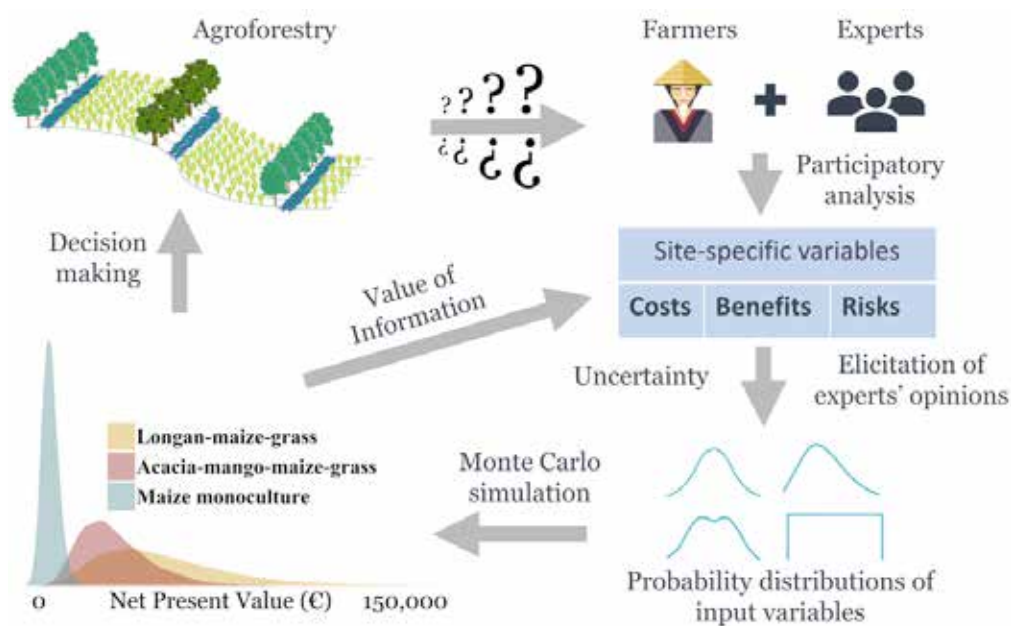 Agroforestry
? ? ? ?
¿ ¿ ¿ ¿
Farmers
Experts
Participatory
analysis
Site-specific variables
Costs Benefits Risks
Decision
making
Value of
Information
Uncertainty
Elicitation of
experts' opinions
Longan-maize-grass
Acacia-mango-maize-grass
Maize monoculture
Monte Carlo
simulation
0 Net Present Value (€) 150,000
Probability distributions of
input variables